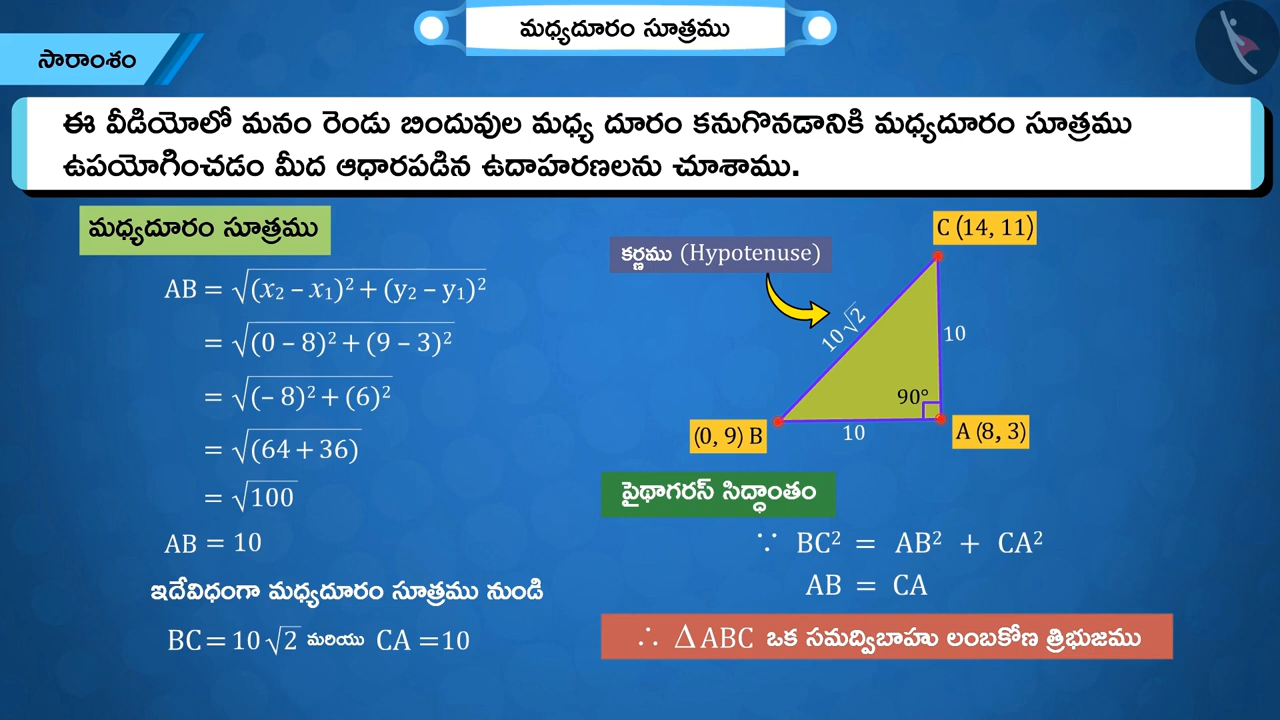 మధ్యదూరం సూత్రము
సారాంశం
ఈ వీడియోలో మనం రెండు బిందువుల మధ్య దూరం కనుగొనడానికి మధ్యదూరం సూత్రము
ఉపయోగించడం మీద ఆధారపడిన ఉదాహరణలను చూశాము.
మధ్యదూరం సూత్రము
AB = √(x₂ – x₁)² + (y₂ – y₁)²
= √(0 – 8)² + (9 – 3)²
= √(– 8)² + (6)²
= √(64 + 36)
= √100
AB = 10
ఇదేవిధంగా మధ్యదూరం సూత్రము నుండి
BC = 10 √2 మరియు CA = 10
C (14, 11)
కర్ణము (Hypotenuse)
10√2
10
90°
(0, 9) B
10
A (8, 3)
పైథాగరస్ సిద్ధాంతం
∵ BC² = AB² + CA²
AB = CA
∴ ΔABC ఒక సమద్విబాహు లంబకోణ త్రిభుజము